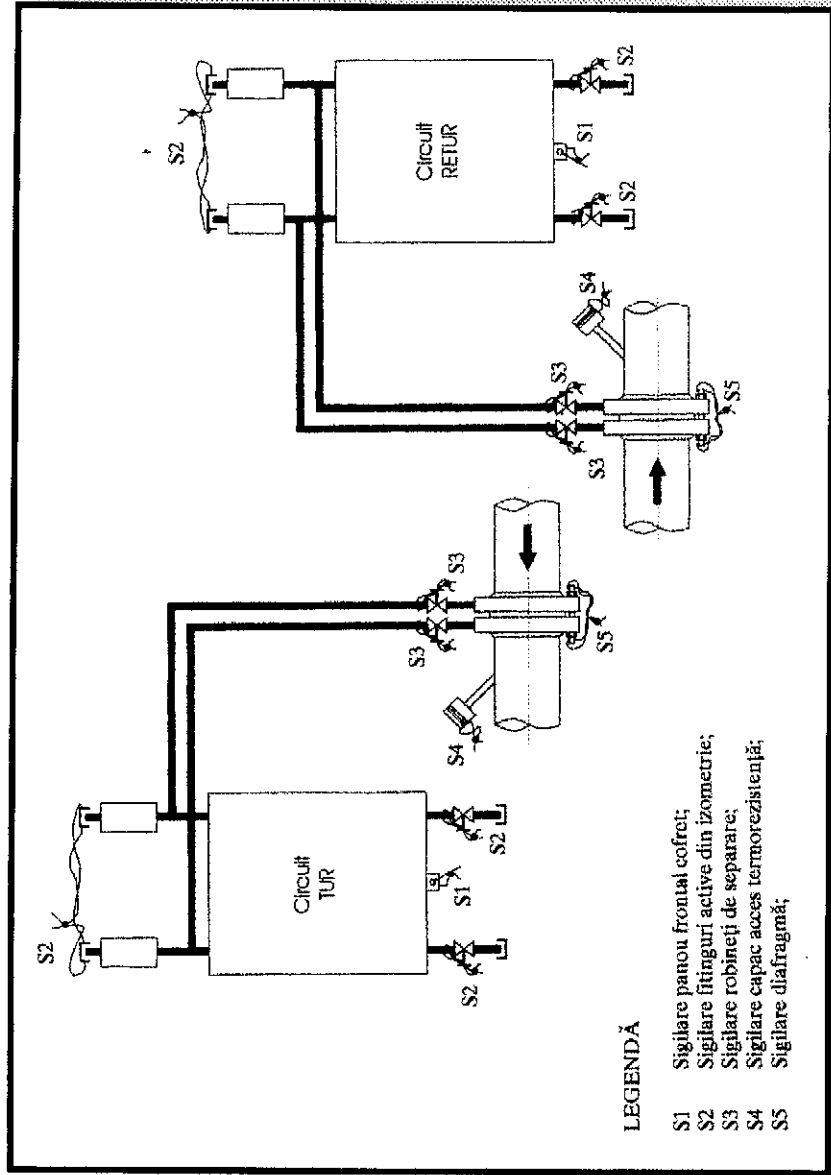 S2
Circuit
TUR
S2
S1
S2
S3
S3
S4
S5
S2
Circuit
RETUR
S2
S1
S2
S3
S3
S4
S5
LEGENDĂ
S1 Sigilare panou frontal cofret;
S2 Sigilare fitinguri active din izometrie;
S3 Sigilare robineți de separare;
S4 Sigilare capac acces termorezistență;
S5 Sigilare diafragmă;